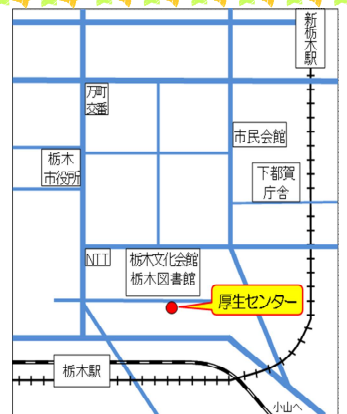 新栃木駅
万町
交番
市民会館
栃木
市役所
下都賀
庁舎
NTT
栃木文化会館
栃木図書館
厚生センター
栃木駅
小山へ